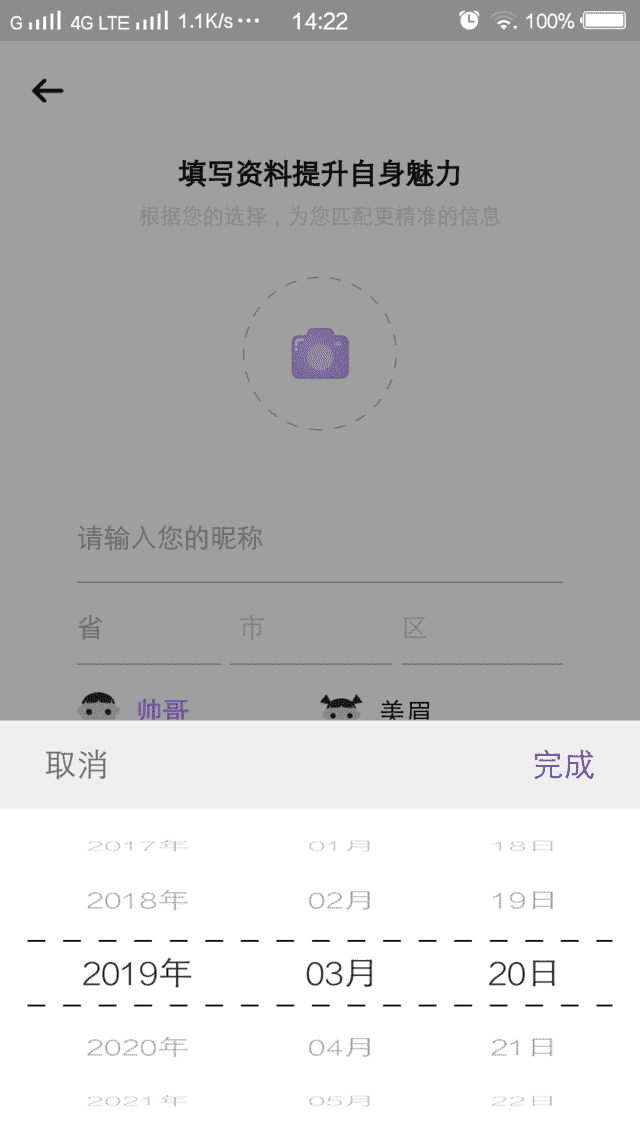 G 4G LTE 1.1K/s 14:22 100%
填写资料提升自身魅力
根据您的选择，为您匹配更精准的信息
请输入您的昵称
省 市 区
帅哥 美眉
取消 完成
2017年 01月 18日
2018年 02月 19日
2019年 03月 20日
2020年 04月 21日
2021年 05月 22日